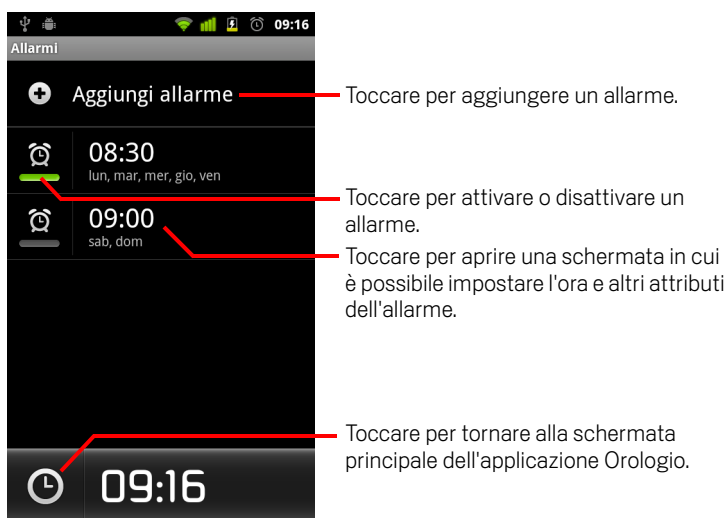 09:16
Allarmi
Aggiungi allarme
Toccare per aggiungere un allarme.
08:30
lun, mar, mer, gio, ven
Toccare per attivare o disattivare un
allarme.
09:00
sab, dom
Toccare per aprire una schermata in cui
è possibile impostare l'ora e altri attributi
dell'allarme.
Toccare per tornare alla schermata
principale dell'applicazione Orologio.
09:16